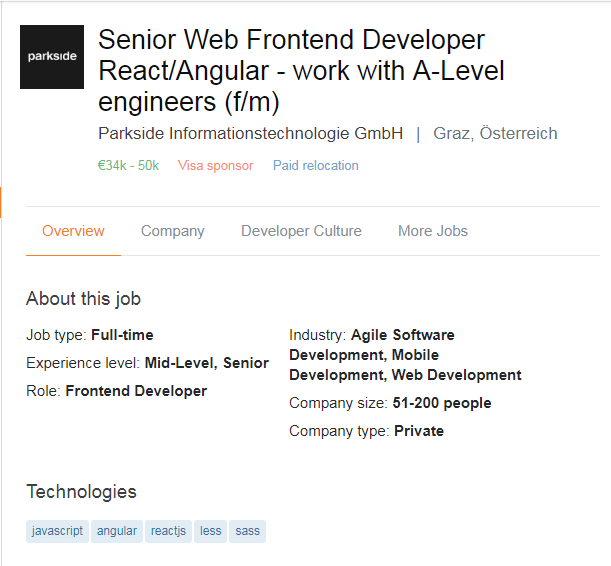 parkside
Senior Web Frontend Developer
React/Angular - work with A-Level
engineers (f/m)
Parkside Informationstechnologie GmbH | Graz, Österreich
€34k - 50k Visa sponsor Paid relocation
Overview Company Developer Culture More Jobs
About this job
Job type: Full-time
Experience level: Mid-Level, Senior
Role: Frontend Developer
Industry: Agile Software
Development, Mobile
Development, Web Development
Company size: 51-200 people
Company type: Private
Technologies
javascript angular reactjs less sass